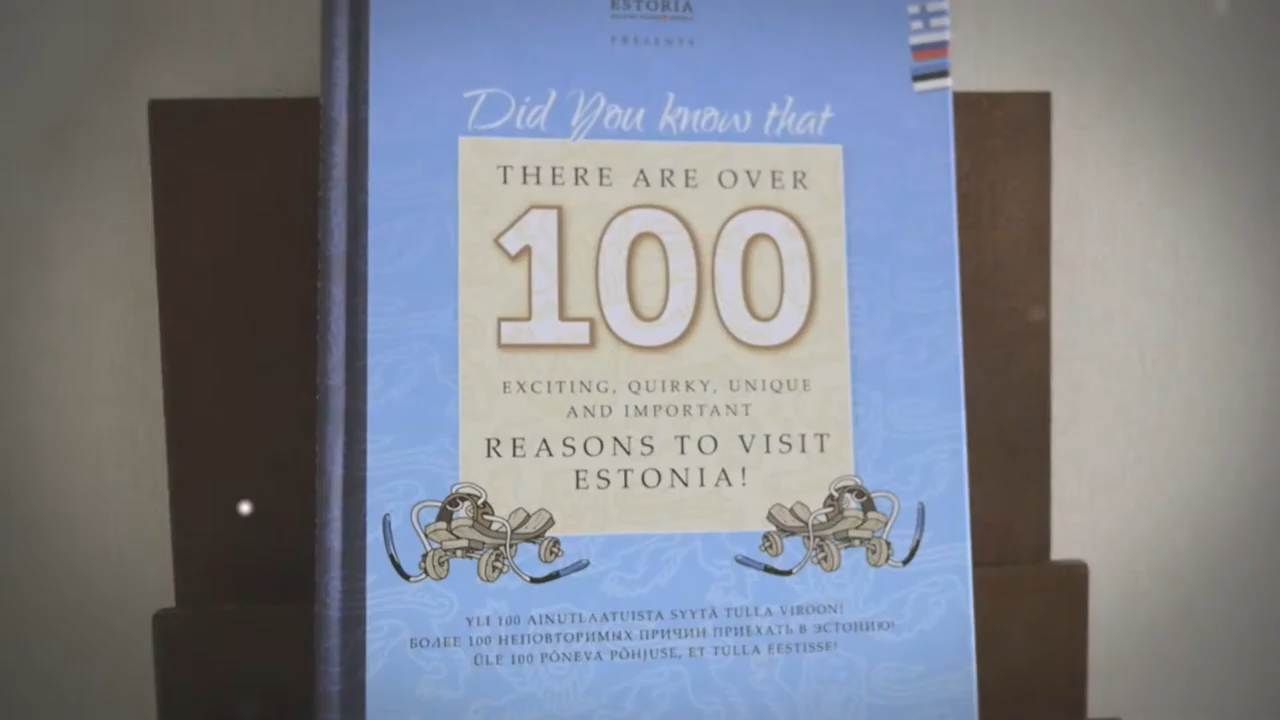 ESTORIA
PRESENTS
Did You know that
THERE ARE OVER
100
EXCITING, QUIRKY, UNIQUE
AND IMPORTANT
REASONS TO VISIT
ESTONIA!
YLI 100 AINUTLAATUISTA SYYTÄ TULLA VIROON!
БОЛЕЕ 100 НЕПОВТОРИМЫХ ПРИЧИН ПРИЕХАТЬ В ЭСТОНИЮ!
ÜLE 100 PÕNEVA PÕHJUSE, ET TULLA EESTISSE!